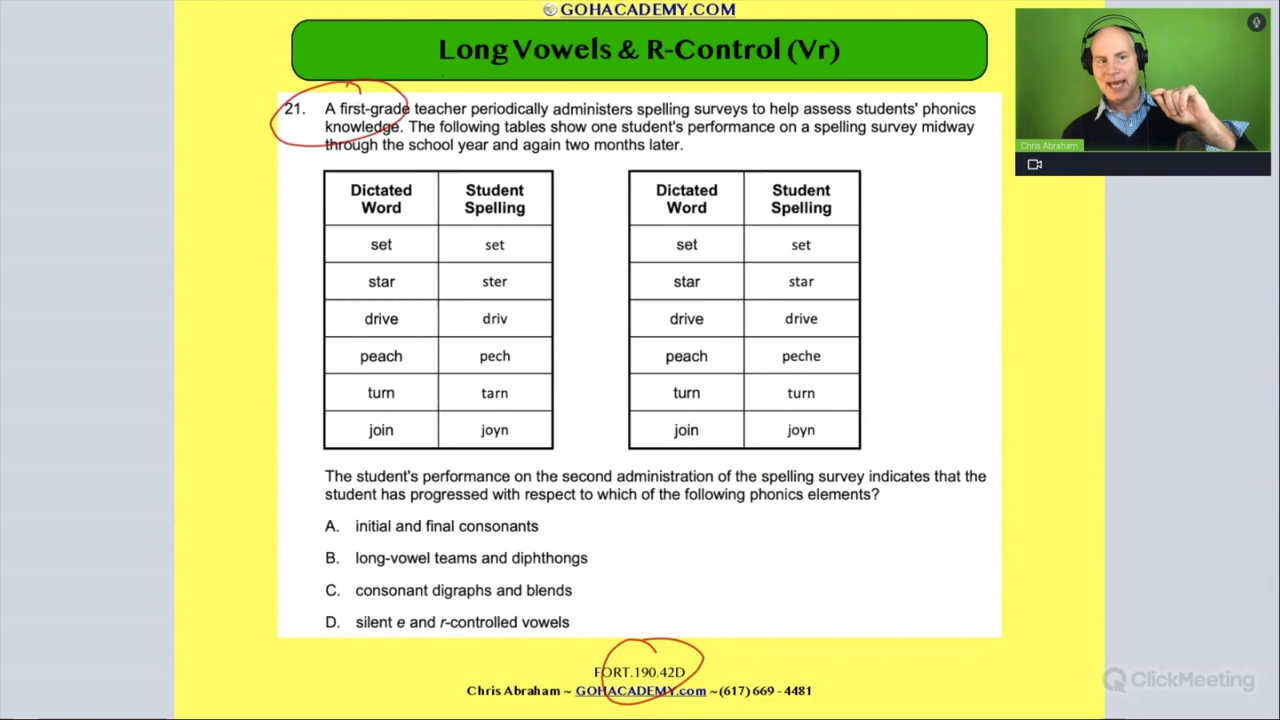 GOHACADEMY.COM
Long Vowels & R-Control (Vr)
21. A first-grade teacher periodically administers spelling surveys to help assess students' phonics
knowledge. The following tables show one student's performance on a spelling survey midway
through the school year and again two months later.
Dictated Word Student Spelling
set set
star ster
drive driv
peach pech
turn tarn
join joyn
Dictated Word Student Spelling
set set
star star
drive drive
peach peche
turn turn
join joyn
The student's performance on the second administration of the spelling survey indicates that the
student has progressed with respect to which of the following phonics elements?
A. initial and final consonants
B. long-vowel teams and diphthongs
C. consonant digraphs and blends
D. silent e and r-controlled vowels
FORT.190.42D
Chris Abraham ~ GOHACADEMY.com ~(617) 669 - 4481
Chris Abraham
ClickMeeting